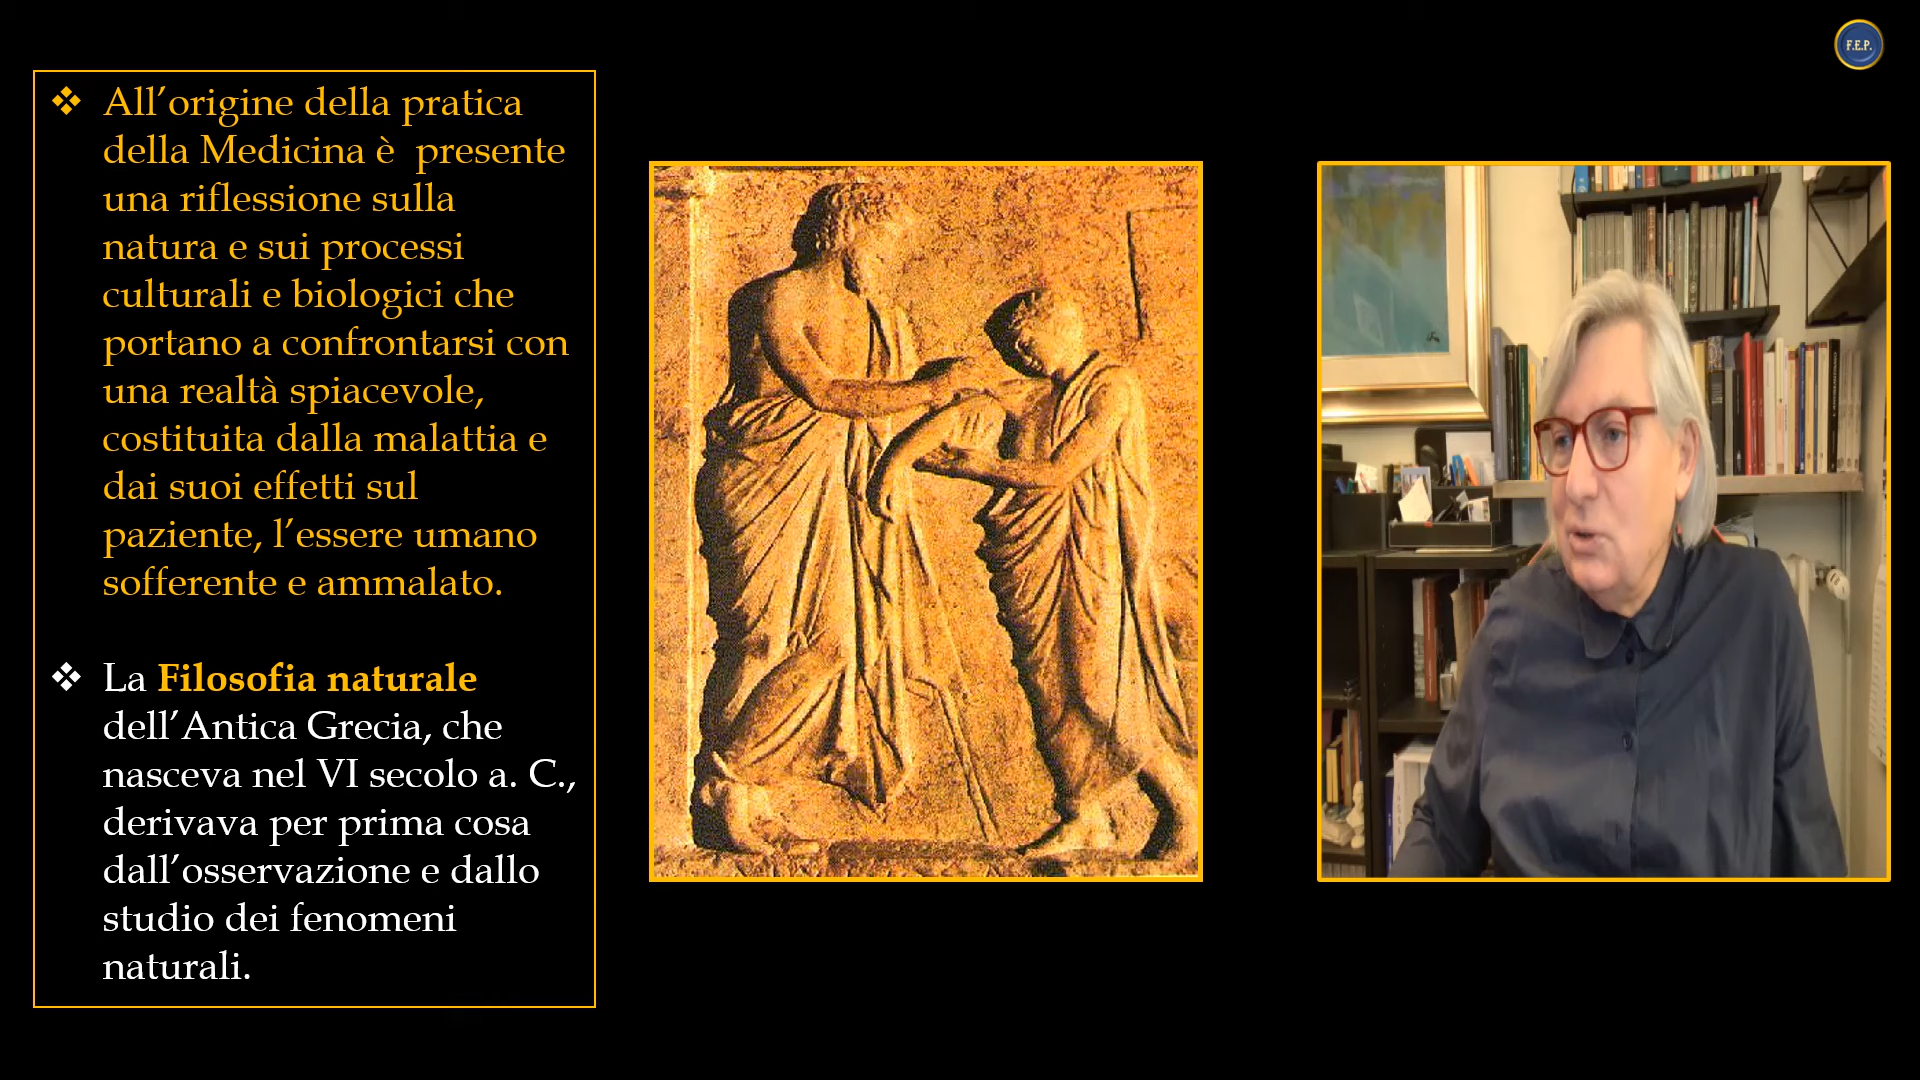 F.E.P.
❖ All’origine della pratica
della Medicina è  presente
una riflessione sulla
natura e sui processi
culturali e biologici che
portano a confrontarsi con
una realtà spiacevole,
costituita dalla malattia e
dai suoi effetti sul
paziente, l’essere umano
sofferente e ammalato.
❖ La Filosofia naturale
dell’Antica Grecia, che
nasceva nel VI secolo a. C.,
derivava per prima cosa
dall’osservazione e dallo
studio dei fenomeni
naturali.